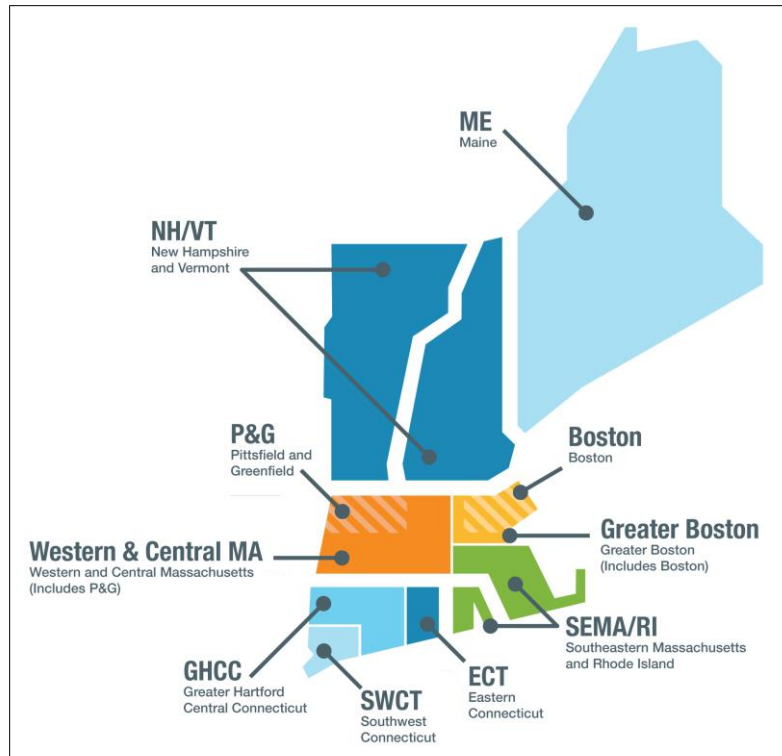 ME
Maine
NH/VT
New Hampshire
and Vermont
P&G
Pittsfield and
Greenfield
Boston
Boston
Western & Central MA
Western and Central Massachusetts
(Includes P&G)
Greater Boston
Greater Boston
(Includes Boston)
SEMA/RI
Southeastern Massachusetts
and Rhode Island
GHCC
Greater Hartford
Central Connecticut
ECT
Eastern
Connecticut
SWCT
Southwest
Connecticut